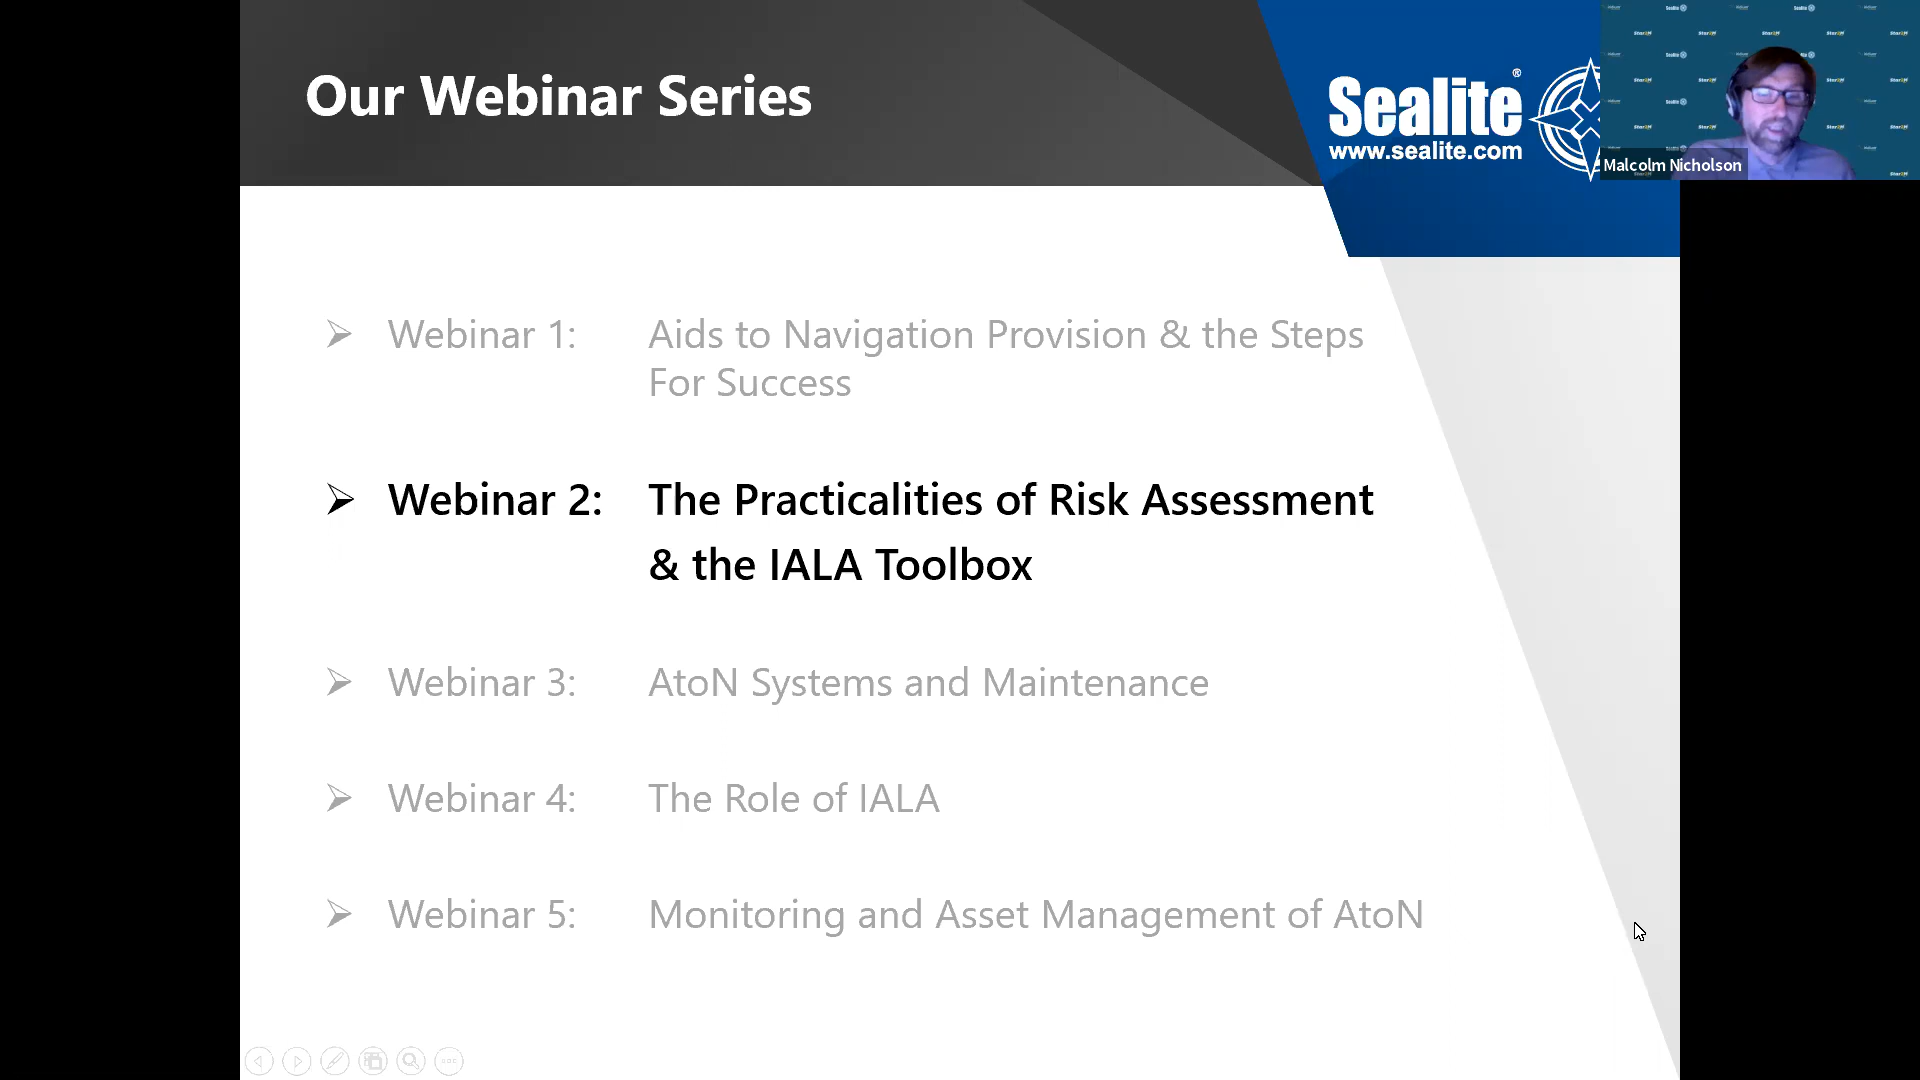 Our Webinar Series
Sealite®
www.sealite.com
Malcolm Nicholson
➢ Webinar 1: Aids to Navigation Provision & the Steps
For Success
➢ Webinar 2: The Practicalities of Risk Assessment
& the IALA Toolbox
➢ Webinar 3: AtoN Systems and Maintenance
➢ Webinar 4: The Role of IALA
➢ Webinar 5: Monitoring and Asset Management of AtoN